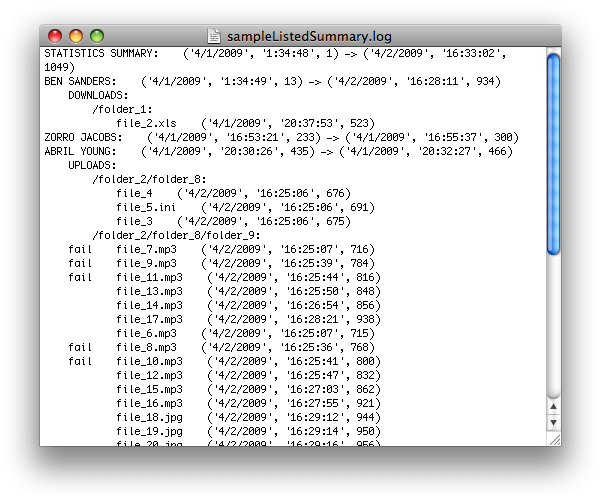 sampleListedSummary.log
STATISTICS SUMMARY:    ('4/1/2009', '1:34:48', 1) -> ('4/2/2009', '16:33:02',
1049)
BEN SANDERS:    ('4/1/2009', '1:34:49', 13) -> ('4/2/2009', '16:28:11', 934)
    DOWNLOADS:
        /folder_1:
            file_2.xls    ('4/1/2009', '20:37:53', 523)
ZORRO JACOBS:    ('4/1/2009', '16:53:21', 233) -> ('4/1/2009', '16:55:37', 300)
ABRIL YOUNG:    ('4/1/2009', '20:30:26', 435) -> ('4/1/2009', '20:32:27', 466)
    UPLOADS:
        /folder_2/folder_8:
            file_4    ('4/2/2009', '16:25:06', 676)
            file_5.ini    ('4/2/2009', '16:25:06', 691)
            file_3    ('4/2/2009', '16:25:06', 675)
        /folder_2/folder_8/folder_9:
    fail    file_7.mp3    ('4/2/2009', '16:25:07', 716)
    fail    file_9.mp3    ('4/2/2009', '16:25:39', 784)
    fail    file_11.mp3    ('4/2/2009', '16:25:44', 816)
            file_13.mp3    ('4/2/2009', '16:25:50', 848)
            file_14.mp3    ('4/2/2009', '16:26:54', 856)
            file_17.mp3    ('4/2/2009', '16:28:21', 938)
            file_6.mp3    ('4/2/2009', '16:25:07', 715)
    fail    file_8.mp3    ('4/2/2009', '16:25:36', 768)
    fail    file_10.mp3    ('4/2/2009', '16:25:41', 800)
            file_12.mp3    ('4/2/2009', '16:25:47', 832)
            file_15.mp3    ('4/2/2009', '16:27:03', 862)
            file_16.mp3    ('4/2/2009', '16:27:55', 921)
            file_18.jpg    ('4/2/2009', '16:29:12', 944)
            file_19.jpg    ('4/2/2009', '16:29:14', 950)
            file_20.jpg    ('4/2/2009', '16:29:16', 956)